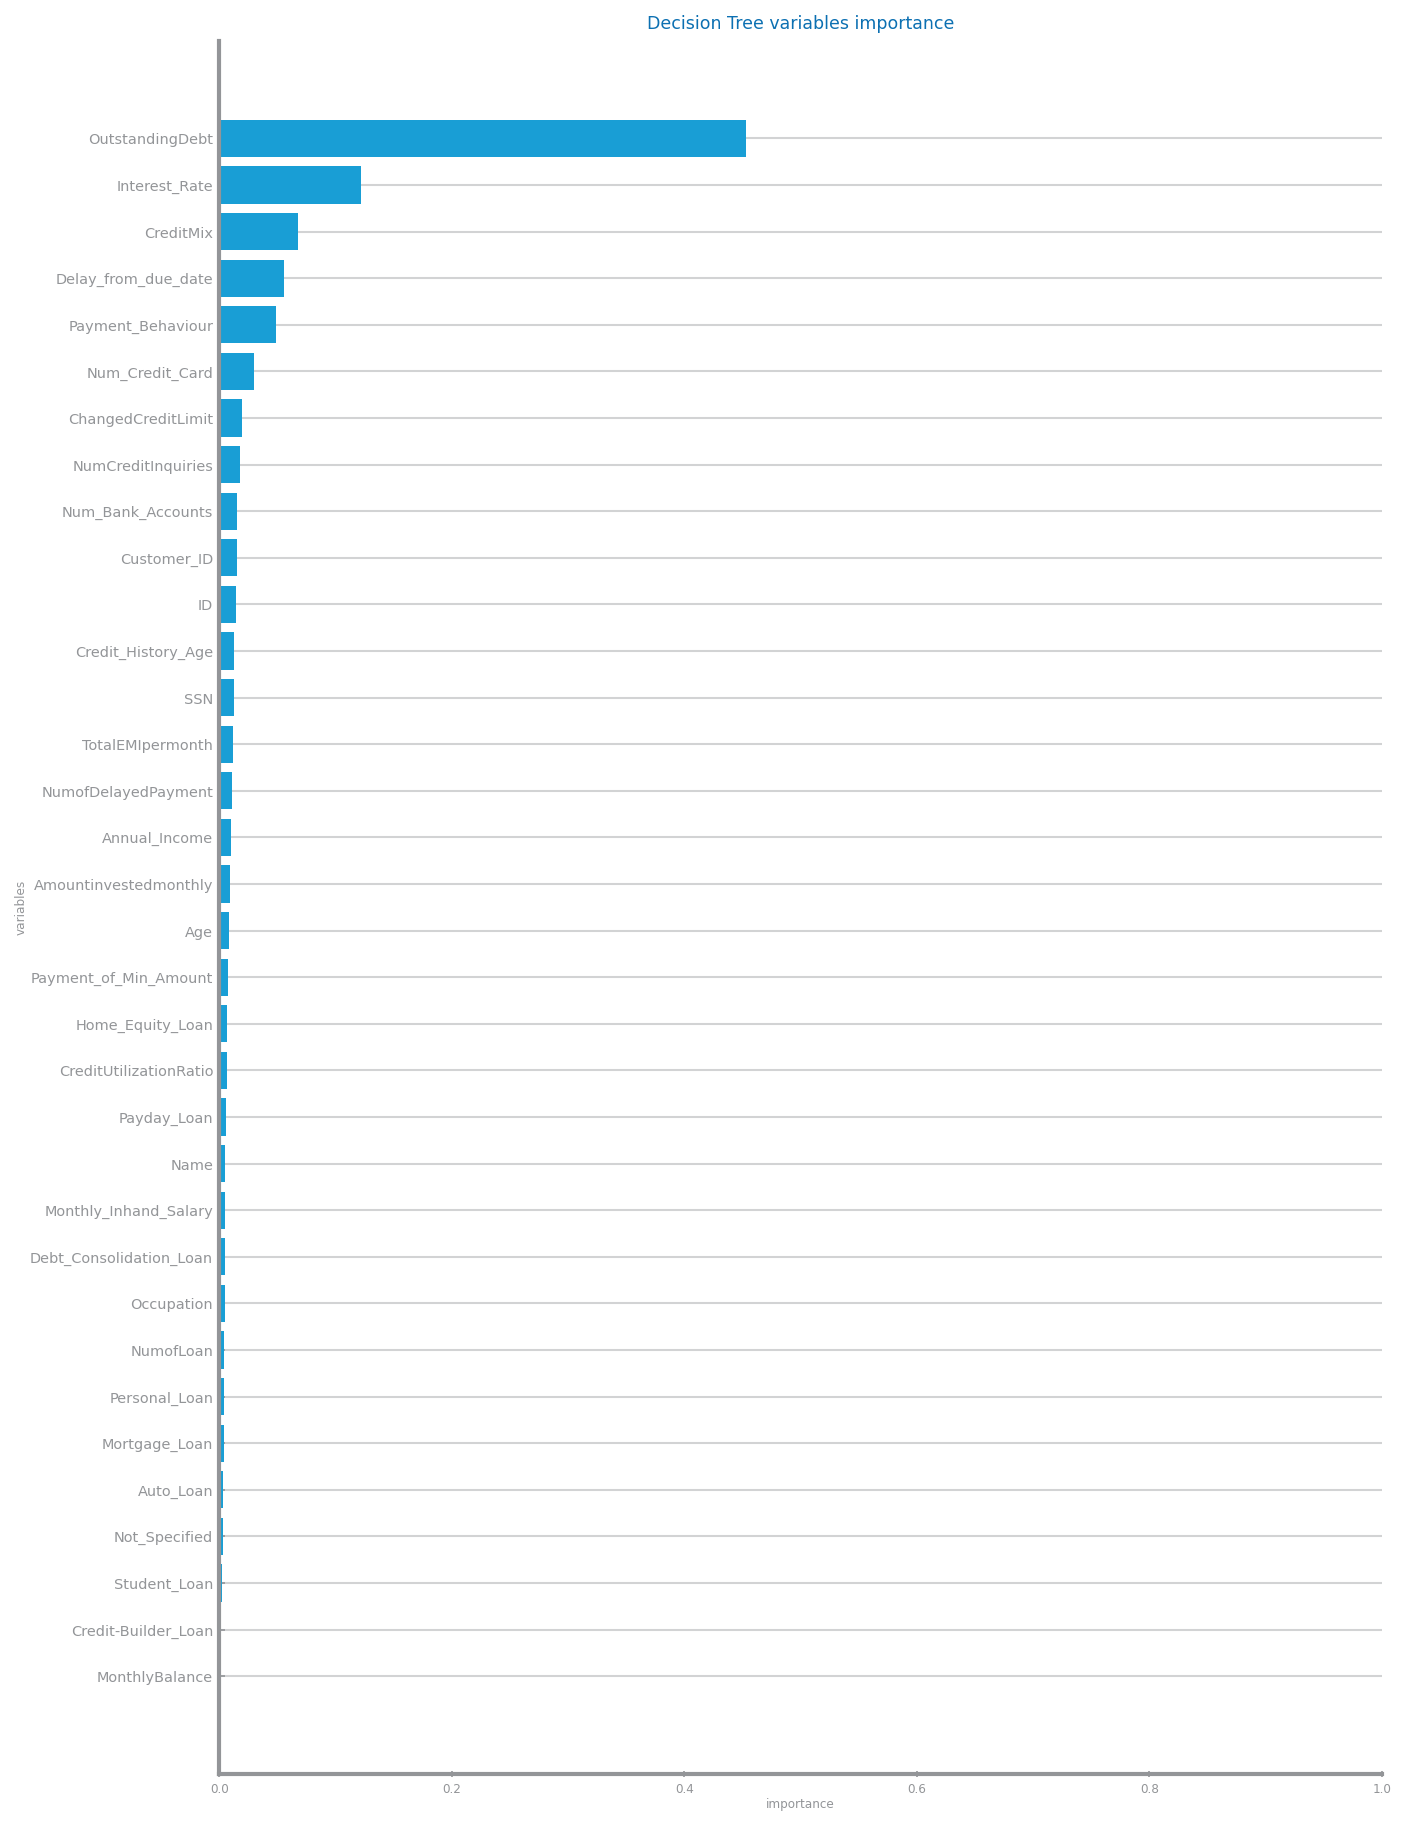 Decision Tree variables importance
OutstandingDebt
Interest_Rate
CreditMix
Delay_from_due_date
Payment_Behaviour
Num_Credit_Card
ChangedCreditLimit
NumCreditInquiries
Num_Bank_Accounts
Customer_ID
ID
Credit_History_Age
SSN
TotalEMIpermonth
NumofDelayedPayment
Annual_Income
Amountinvestedmonthly
Age
Payment_of_Min_Amount
Home_Equity_Loan
CreditUtilizationRatio
Payday_Loan
Name
Monthly_Inhand_Salary
Debt_Consolidation_Loan
Occupation
NumofLoan
Personal_Loan
Mortgage_Loan
Auto_Loan
Not_Specified
Student_Loan
Credit-Builder_Loan
MonthlyBalance
variables
0.0 0.2 0.4 0.6 0.8 1.0
importance